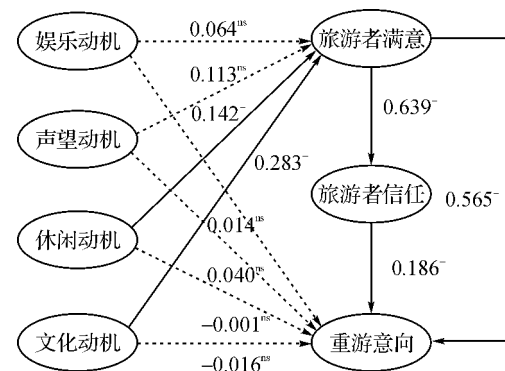 娱乐动机
0.064ns
旅游者满意
0.113ns
声望动机
0.142−
0.639−
0.283−
旅游者信任
0.565−
0.014ns
休闲动机
0.040ns
0.186−
−0.001ns
文化动机
重游意向
−0.016ns